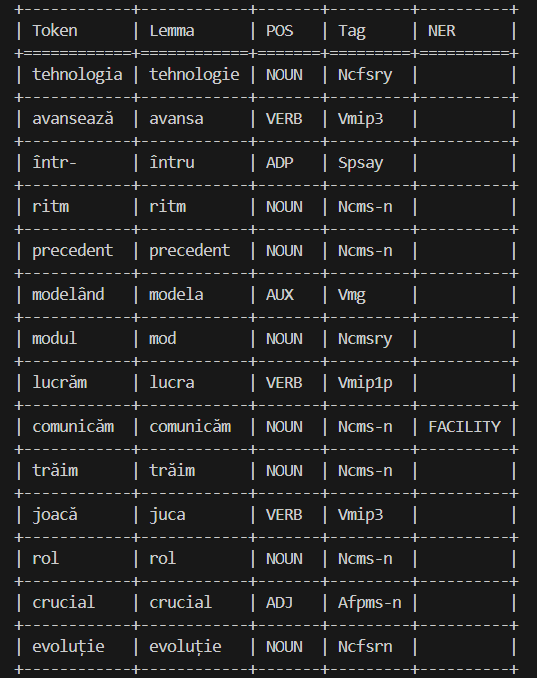 +------------+------------+-------+---------+----------+
| Token      | Lemma      | POS   | Tag     | NER      |
+============+============+=======+=========+==========+
| tehnologia | tehnologie | NOUN  | Ncfsry  |          |
+------------+------------+-------+---------+----------+
| avansează  | avansa     | VERB  | Vmip3   |          |
+------------+------------+-------+---------+----------+
| într-      | întru      | ADP   | Spsay   |          |
+------------+------------+-------+---------+----------+
| ritm       | ritm       | NOUN  | Ncms-n  |          |
+------------+------------+-------+---------+----------+
| precedent  | precedent  | NOUN  | Ncms-n  |          |
+------------+------------+-------+---------+----------+
| modelând   | modela     | AUX   | Vmg     |          |
+------------+------------+-------+---------+----------+
| modul      | mod        | NOUN  | Ncmsry  |          |
+------------+------------+-------+---------+----------+
| lucrăm     | lucra      | VERB  | Vmip1p  |          |
+------------+------------+-------+---------+----------+
| comunicăm  | comunicăm  | NOUN  | Ncms-n  | FACILITY |
+------------+------------+-------+---------+----------+
| trăim      | trăim      | NOUN  | Ncms-n  |          |
+------------+------------+-------+---------+----------+
| joacă      | juca       | VERB  | Vmip3   |          |
+------------+------------+-------+---------+----------+
| rol        | rol        | NOUN  | Ncms-n  |          |
+------------+------------+-------+---------+----------+
| crucial    | crucial    | ADJ   | Afpms-n |          |
+------------+------------+-------+---------+----------+
| evoluție   | evoluție   | NOUN  | Ncfsrn  |          |
+------------+------------+-------+---------+----------+